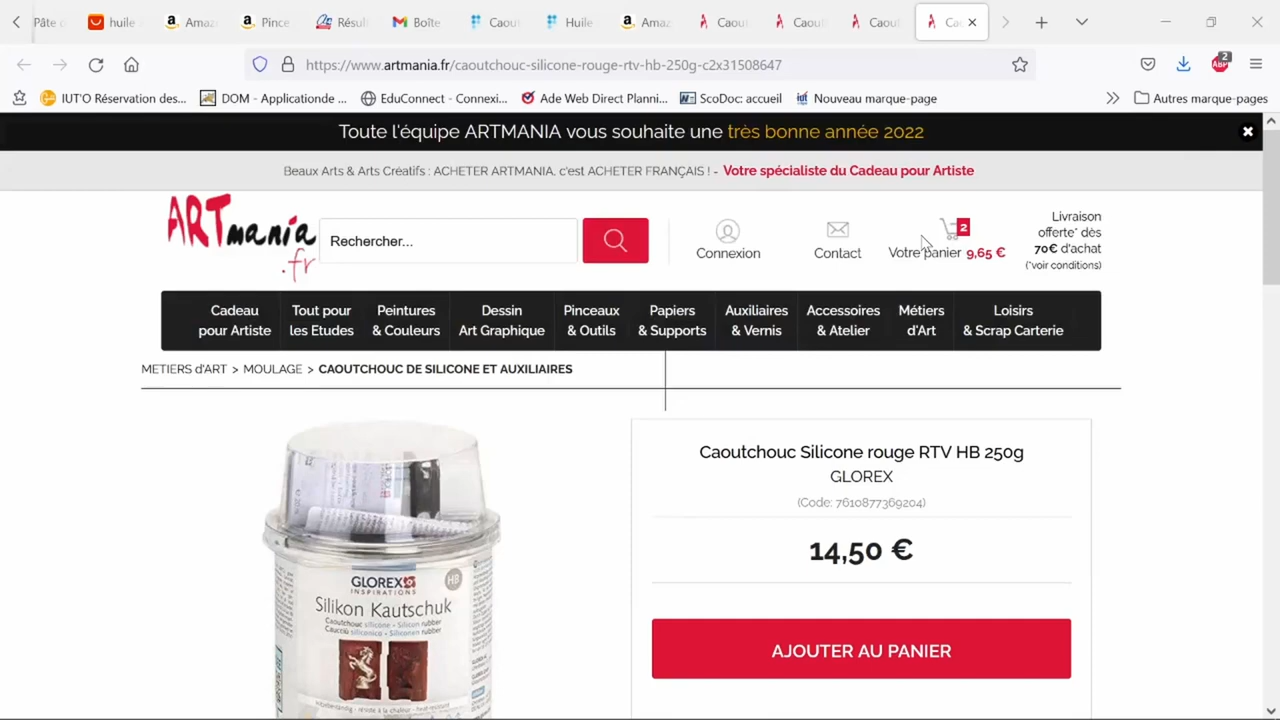 Pâte c
huile
Amaz
Pince
Résul
Boîte
Caout
Huile
Amaz
Caout
Caout
Caout
Ca
https://www.artmania.fr/caoutchouc-silicone-rouge-rtv-hb-250g-c2x31508647
ABP
2
IUT'O Réservation des...
DOM - Applicationde ...
EduConnect - Connexi...
Ade Web Direct Planni...
ScoDoc: accueil
Nouveau marque-page
Autres marque-pages
Toute l'équipe ARTMANIA vous souhaite une très bonne année 2022
Beaux Arts & Arts Créatifs : ACHETER ARTMANIA, c'est ACHETER FRANÇAIS ! - Votre spécialiste du Cadeau pour Artiste
ARTmania
.fr
Rechercher...
Connexion
Contact
2
Votre panier 9,65 €
Livraison
offerte* dès
70€ d'achat
(*voir conditions)
Cadeau
pour Artiste
Tout pour
les Etudes
Peintures
& Couleurs
Dessin
Art Graphique
Pinceaux
& Outils
Papiers
& Supports
Auxiliaires
& Vernis
Accessoires
& Atelier
Métiers
d'Art
Loisirs
& Scrap Carterie
METIERS d'ART > MOULAGE > CAOUTCHOUC DE SILICONE ET AUXILIAIRES
Caoutchouc Silicone rouge RTV HB 250g
GLOREX
(Code: 7610877369204)
14,50 €
AJOUTER AU PANIER
GLOREX
INSPIRATIONS
HB
Silikon Kautschuk
Caoutchouc silicone - Silicon rubber